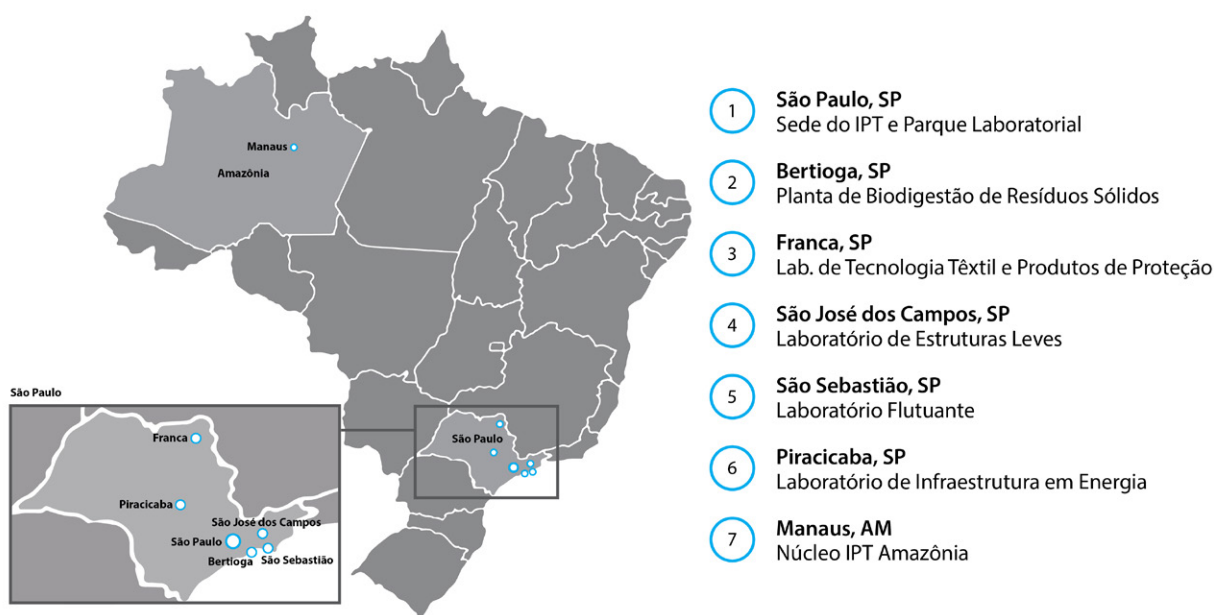 Manaus
Amazônia
São Paulo
São Paulo
Franca
Piracicaba
São José dos Campos
São Paulo
Bertioga
São Sebastião
1
São Paulo, SP
Sede do IPT e Parque Laboratorial
2
Bertioga, SP
Planta de Biodigestão de Resíduos Sólidos
3
Franca, SP
Lab. de Tecnologia Têxtil e Produtos de Proteção
4
São José dos Campos, SP
Laboratório de Estruturas Leves
5
São Sebastião, SP
Laboratório Flutuante
6
Piracicaba, SP
Laboratório de Infraestrutura em Energia
7
Manaus, AM
Núcleo IPT Amazônia